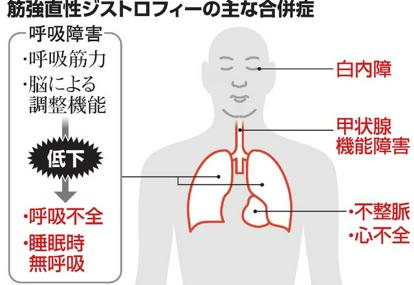 筋強直性ジストロフィーの主な合併症
呼吸障害
・呼吸筋力
・脳による
調整機能
低下
・呼吸不全
・睡眠時
無呼吸
白内障
甲状腺
機能障害
・不整脈
・心不全